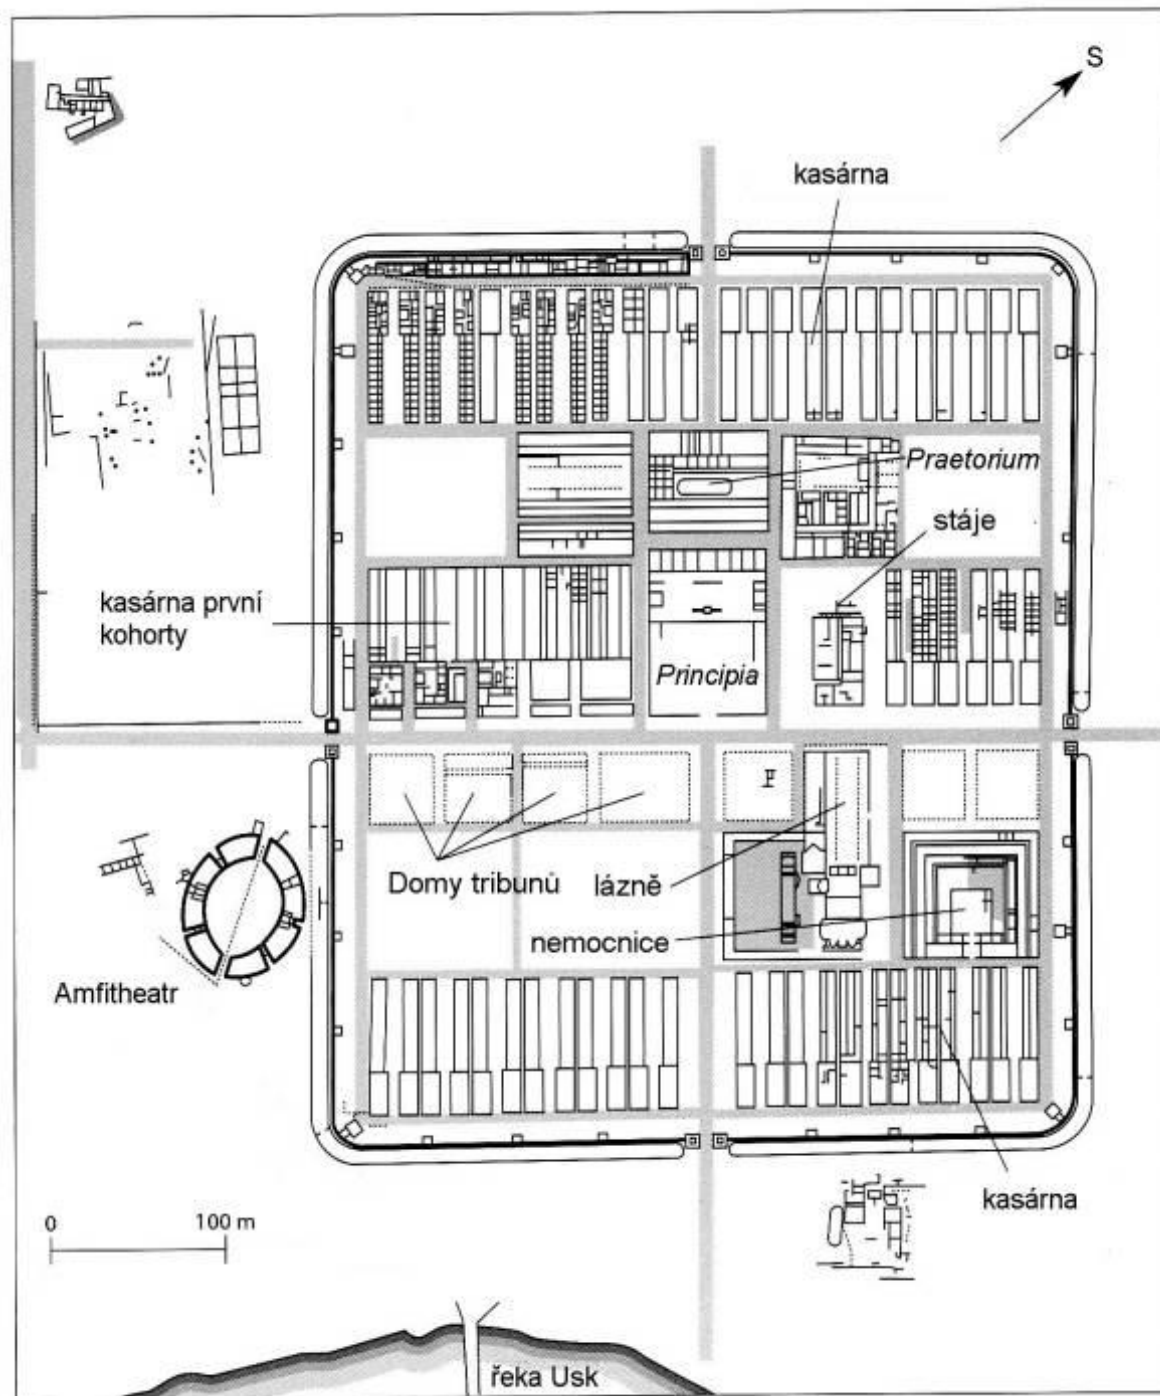 S
kasárna
Praetorium
stáje
kasárna první
kohorty
Principia
Domy tribunů
lázně
nemocnice
Amfitheatr
kasárna
0 100 m
řeka Usk